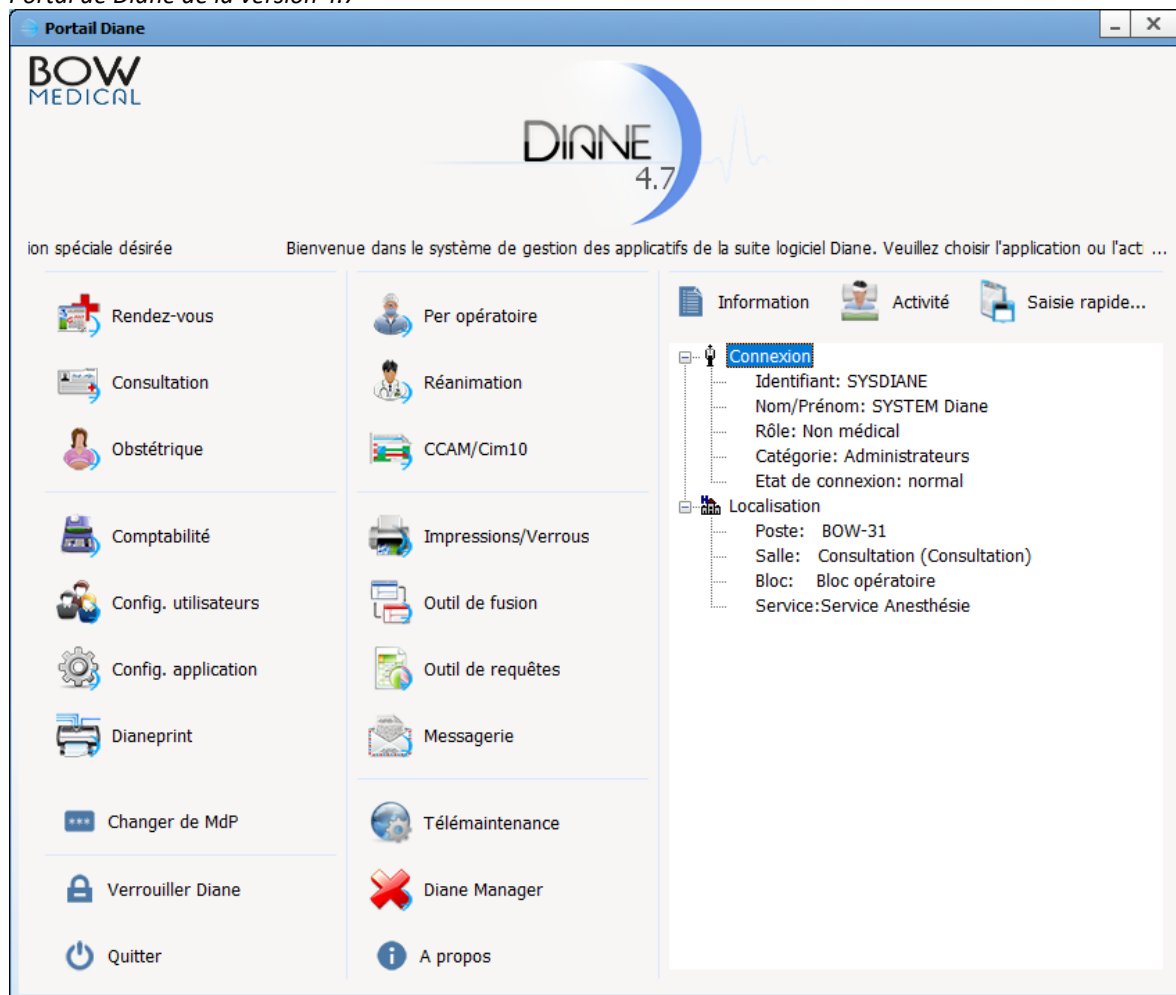 Portal de Diane de la version 4.7
Portail Diane
BOW
MEDICAL
DIANE
4.7
ion spéciale désirée Bienvenue dans le système de gestion des applicatifs de la suite logiciel Diane. Veuillez choisir l'application ou l'acti ...
Rendez-vous
Consultation
Obstétrique
Comptabilité
Config. utilisateurs
Config. application
Dianeprint
Changer de MdP
Verrouiller Diane
Quitter
Per opératoire
Réanimation
CCAM/Cim10
Impressions/Verrous
Outil de fusion
Outil de requêtes
Messagerie
Télémaintenance
Diane Manager
A propos
Information Activité Saisie rapide...
Connexion
Identifiant: SYSDIANE
Nom/Prénom: SYSTEM Diane
Rôle: Non médical
Catégorie: Administrateurs
Etat de connexion: normal
Localisation
Poste: BOW-31
Salle: Consultation (Consultation)
Bloc: Bloc opératoire
Service:Service Anesthésie